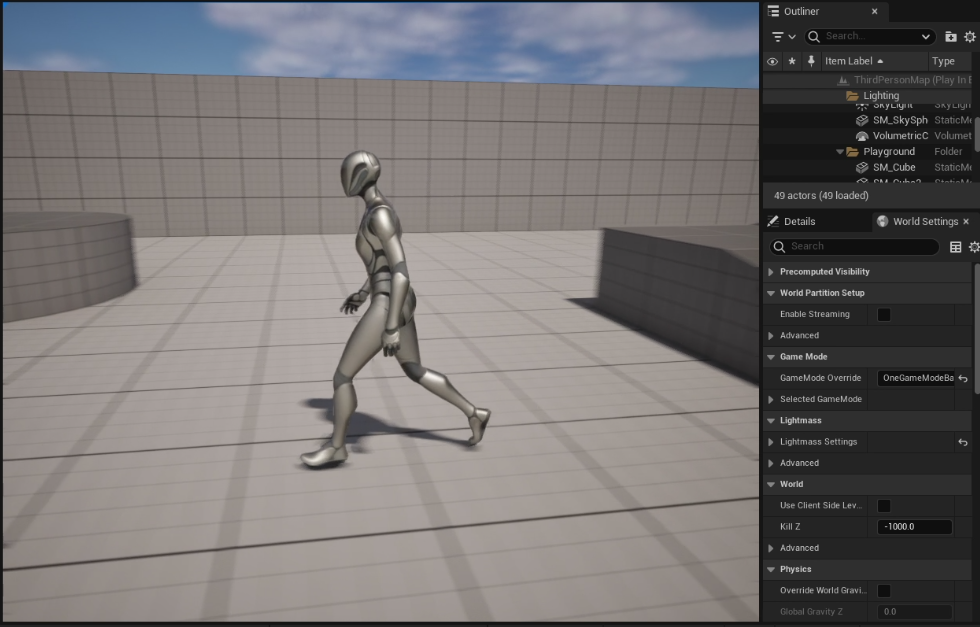 Outliner
Search...
Item Label
Type
ThirdPersonMap (Play In E
Lighting
SkyLight SkyLigh
SM_SkySph StaticMe
VolumetricC Volumet
Playground Folder
SM_Cube StaticMe
49 actors (49 loaded)
Details
World Settings
Search
Precomputed Visibility
World Partition Setup
Enable Streaming
Advanced
Game Mode
GameMode Override OneGameModeBa
Selected GameMode
Lightmass
Lightmass Settings
Advanced
World
Use Client Side Lev...
Kill Z -1000.0
Advanced
Physics
Override World Gravi...
Global Gravity Z 0.0